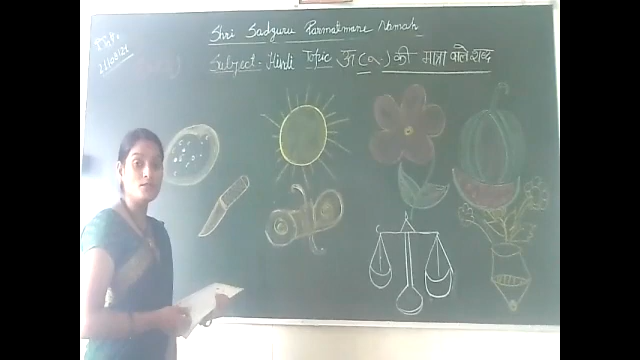 Shri Sadguru Parmatmane Namah
Subject - Hindi Topic ऊ (ू) की मात्रा वाले शब्द